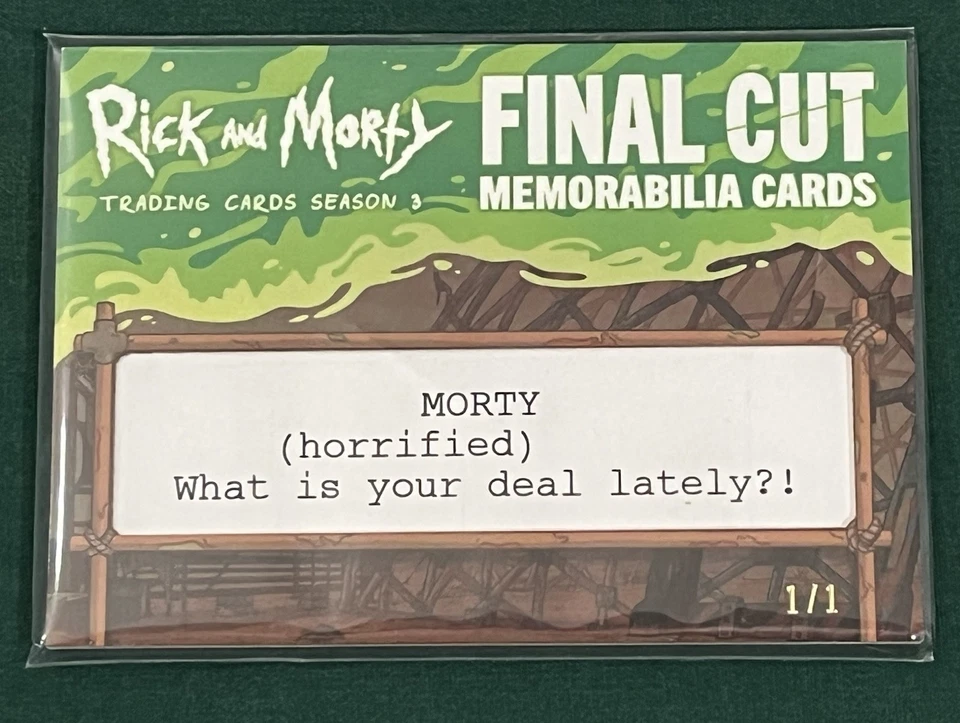 Rick and Morty
TRADING CARDS SEASON 3
FINAL CUT
MEMORABILIA CARDS
MORTY
(horrified)
What is your deal lately?!
1/1